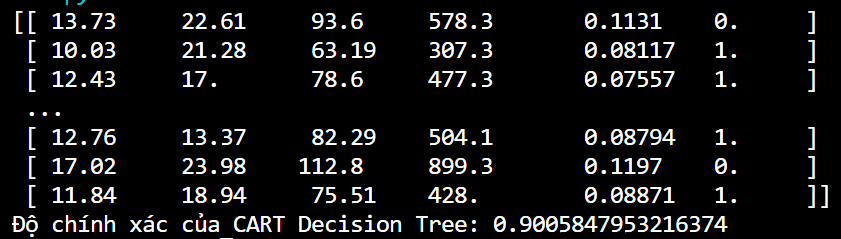 [[ 13.73 22.61 93.6 578.3 0.1131 0. ]
[ 10.03 21.28 63.19 307.3 0.08117 1. ]
[ 12.43 17. 78.6 477.3 0.07557 1. ]
...
[ 12.76 13.37 82.29 504.1 0.08794 1. ]
[ 17.02 23.98 112.8 899.3 0.1197 0. ]
[ 11.84 18.94 75.51 428. 0.08871 1. ]]
Độ chính xác của CART Decision Tree: 0.9005847953216374